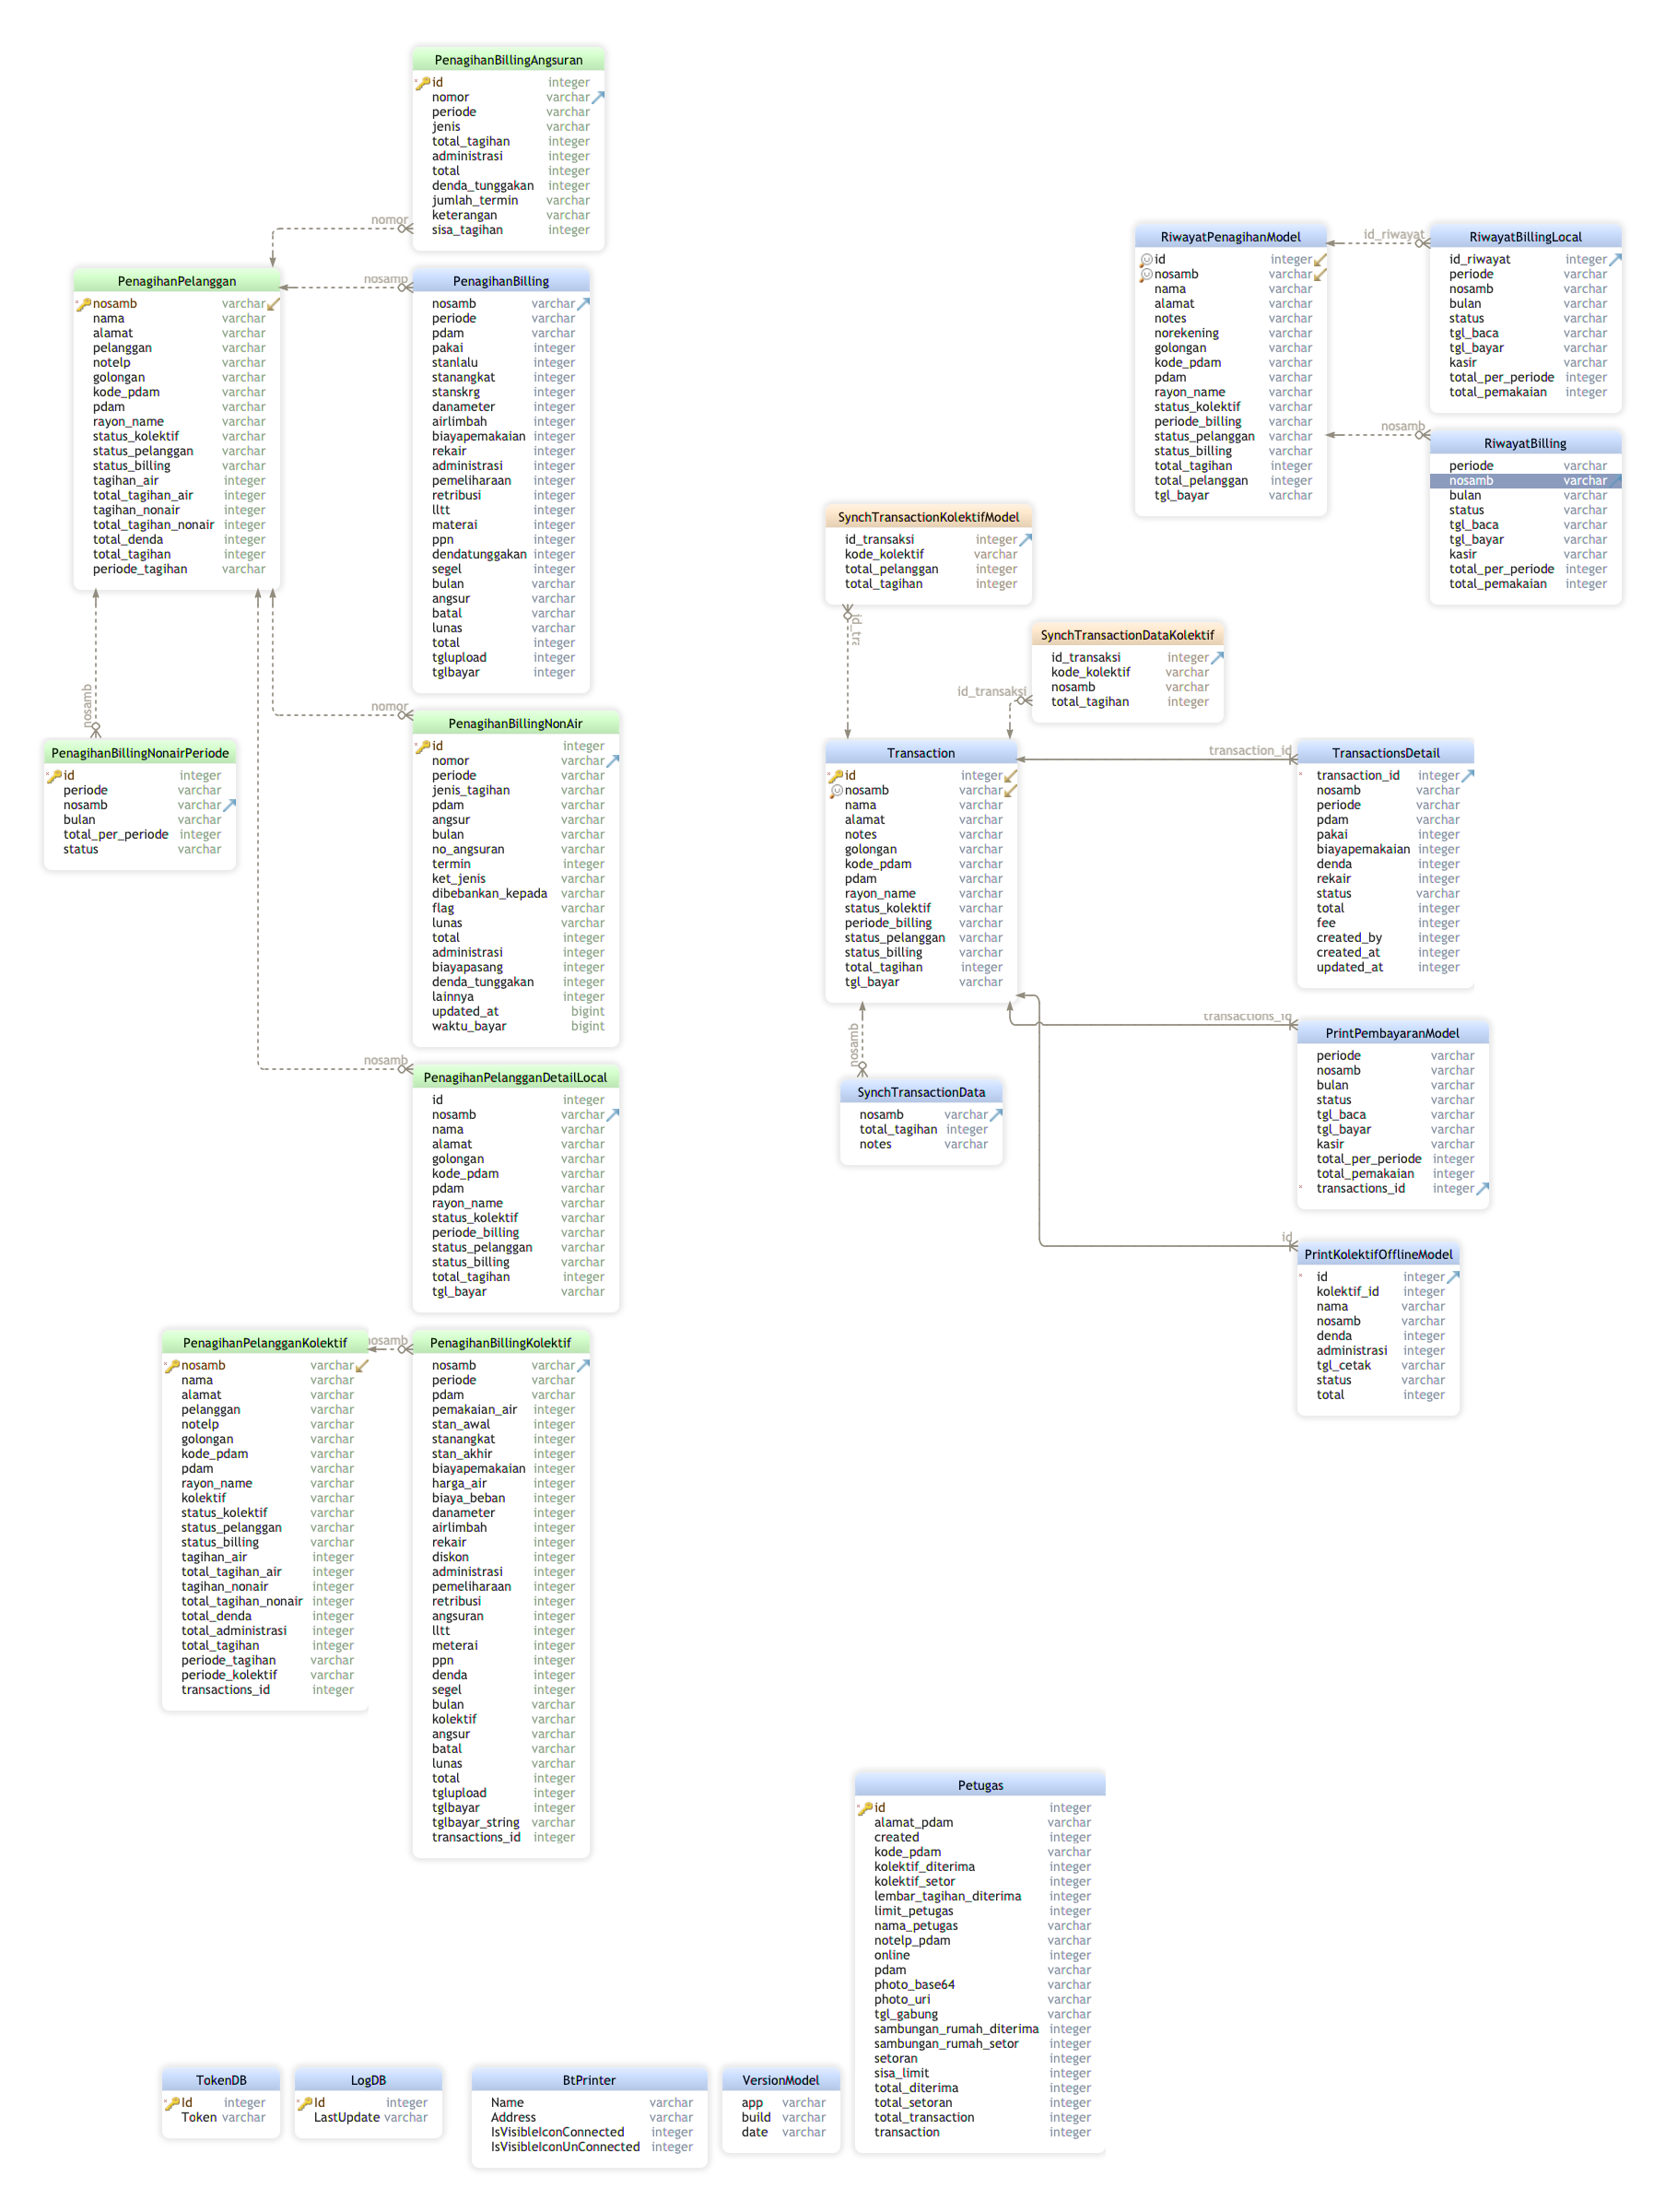 PenagihanBillingAngsuran
id integer
nomor varchar
periode varchar
jenis varchar
total_tagihan integer
administrasi integer
total integer
denda_tunggakan integer
jumlah_termin varchar
keterangan varchar
sisa_tagihan integer
nomor
PenagihanPelanggan
nosamb varchar
nama varchar
alamat varchar
pelanggan varchar
notelp varchar
golongan varchar
kode_pdam varchar
pdam varchar
rayon_name varchar
status_kolektif varchar
status_pelanggan varchar
status_billing varchar
tagihan_air integer
total_tagihan_air integer
tagihan_nonair integer
total_tagihan_nonair integer
total_denda integer
total_tagihan integer
periode_tagihan varchar
nosamb
PenagihanBilling
nosamb varchar
periode varchar
pdam varchar
pakai integer
stanlalu integer
stanangkat integer
stanskrg integer
danameter integer
airlimbah integer
biayapemakaian integer
rekair integer
administrasi integer
pemeliharaan integer
retribusi integer
lltt integer
materai integer
ppn integer
dendatunggakan integer
segel integer
bulan varchar
angsur varchar
batal varchar
lunas varchar
total integer
tglupload integer
tglbayar integer
nosamb
PenagihanBillingNonairPeriode
id integer
periode varchar
nosamb varchar
bulan varchar
total_per_periode integer
status varchar
nomor
PenagihanBillingNonAir
id integer
nomor varchar
periode varchar
jenis_tagihan varchar
pdam varchar
angsur varchar
bulan varchar
no_angsuran varchar
termin integer
ket_jenis varchar
dibebankan_kepada varchar
flag varchar
lunas varchar
total integer
administrasi integer
biayapasang integer
denda_tunggakan integer
lainnya integer
updated_at bigint
waktu_bayar bigint
nosamb
PenagihanPelangganDetailLocal
id integer
nosamb varchar
nama varchar
alamat varchar
golongan varchar
kode_pdam varchar
pdam varchar
rayon_name varchar
status_kolektif varchar
periode_billing varchar
status_pelanggan varchar
status_billing varchar
total_tagihan integer
tgl_bayar varchar
PenagihanPelangganKolektif
nosamb varchar
nama varchar
alamat varchar
pelanggan varchar
notelp varchar
golongan varchar
kode_pdam varchar
pdam varchar
rayon_name varchar
kolektif varchar
status_kolektif varchar
status_pelanggan varchar
status_billing varchar
tagihan_air integer
total_tagihan_air integer
tagihan_nonair integer
total_tagihan_nonair integer
total_denda integer
total_administrasi integer
total_tagihan integer
periode_tagihan varchar
periode_kolektif varchar
transactions_id integer
nosamb
PenagihanBillingKolektif
nosamb varchar
periode varchar
pdam varchar
pemakaian_air integer
stan_awal integer
stanangkat integer
stan_akhir integer
biayapemakaian integer
harga_air integer
biaya_beban integer
danameter integer
airlimbah integer
rekair integer
diskon integer
administrasi integer
pemeliharaan integer
retribusi integer
angsuran integer
lltt integer
meterai integer
ppn integer
denda integer
segel integer
bulan varchar
kolektif varchar
angsur varchar
batal varchar
lunas varchar
total integer
tglupload integer
tglbayar integer
tglbayar_string varchar
transactions_id integer
RiwayatPenagihanModel
id integer
nosamb varchar
nama varchar
alamat varchar
notes varchar
norekening varchar
golongan varchar
kode_pdam varchar
pdam varchar
rayon_name varchar
status_kolektif varchar
periode_billing varchar
status_pelanggan varchar
status_billing varchar
total_tagihan integer
total_pelanggan integer
tgl_bayar varchar
id_riwayat
RiwayatBillingLocal
id_riwayat integer
periode varchar
nosamb varchar
bulan varchar
status varchar
tgl_baca varchar
tgl_bayar varchar
kasir varchar
total_per_periode integer
total_pemakaian integer
nosamb
RiwayatBilling
periode varchar
nosamb varchar
bulan varchar
status varchar
tgl_baca varchar
tgl_bayar varchar
kasir varchar
total_per_periode integer
total_pemakaian integer
SynchTransactionKolektifModel
id_transaksi integer
kode_kolektif varchar
total_pelanggan integer
total_tagihan integer
id_tra
SynchTransactionDataKolektif
id_transaksi integer
kode_kolektif varchar
nosamb varchar
total_tagihan integer
id_transaksi
Transaction
id integer
nosamb varchar
nama varchar
alamat varchar
notes varchar
golongan varchar
kode_pdam varchar
pdam varchar
rayon_name varchar
status_kolektif varchar
periode_billing varchar
status_pelanggan varchar
status_billing varchar
total_tagihan integer
tgl_bayar varchar
transaction_id
TransactionsDetail
transaction_id integer
nosamb varchar
periode varchar
pdam varchar
pakai integer
biayapemakaian integer
denda integer
rekair integer
status varchar
total integer
fee integer
created_by integer
created_at integer
updated_at integer
nosamb
SynchTransactionData
nosamb varchar
total_tagihan integer
notes varchar
transactions_id
PrintPembayaranModel
periode varchar
nosamb varchar
bulan varchar
status varchar
tgl_baca varchar
tgl_bayar varchar
kasir varchar
total_per_periode integer
total_pemakaian integer
transactions_id integer
id
PrintKolektifOfflineModel
id integer
kolektif_id integer
nama varchar
nosamb varchar
denda integer
administrasi integer
tgl_cetak varchar
status varchar
total integer
Petugas
id integer
alamat_pdam varchar
created integer
kode_pdam varchar
kolektif_diterima integer
kolektif_setor integer
lembar_tagihan_diterima integer
limit_petugas integer
nama_petugas varchar
notelp_pdam varchar
online integer
pdam varchar
photo_base64 varchar
photo_uri varchar
tgl_gabung varchar
sambungan_rumah_diterima integer
sambungan_rumah_setor integer
setoran integer
sisa_limit integer
total_diterima integer
total_setoran integer
total_transaction integer
transaction integer
TokenDB
Id integer
Token varchar
LogDB
Id integer
LastUpdate varchar
BtPrinter
Name varchar
Address varchar
IsVisibleIconConnected integer
IsVisibleIconUnConnected integer
VersionModel
app varchar
build varchar
date varchar